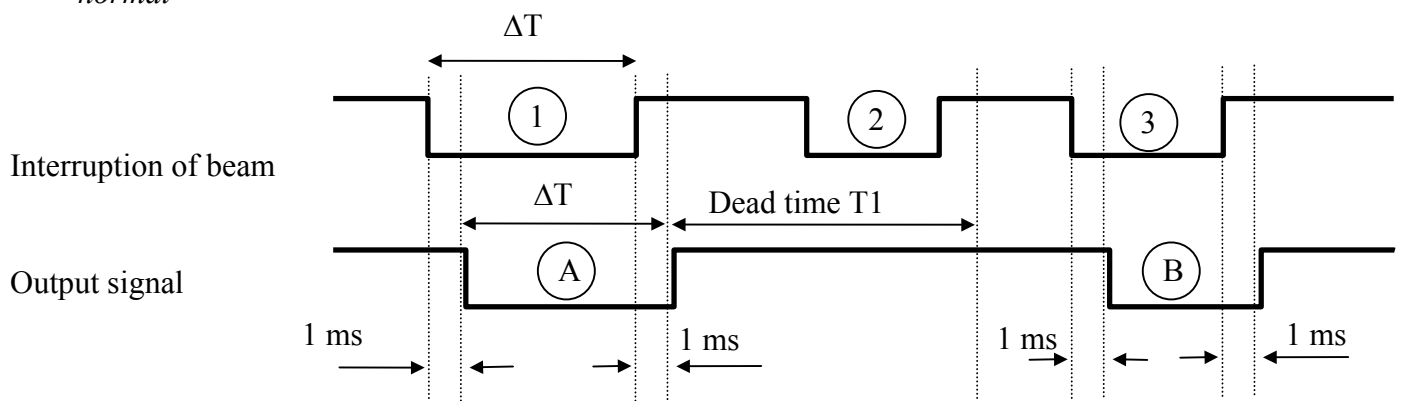 normal
ΔT
1 2 3
Interruption of beam
ΔT Dead time T1
A B
Output signal
1 ms 1 ms 1 ms 1 ms